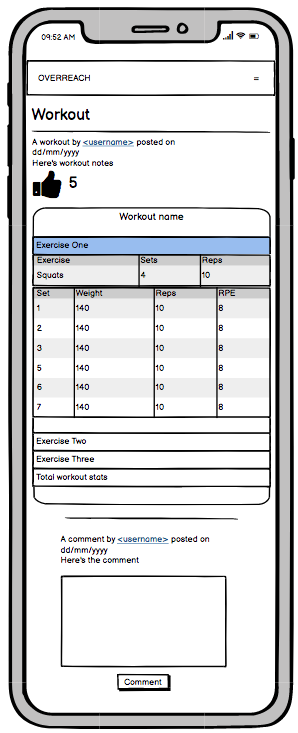 09:52 AM
OVERREACH =
Workout
A workout by <username> posted on
dd/mm/yyyy
Here's workout notes
5
Workout name
Exercise One
Exercise Sets Reps
Squats 4 10
Set Weight Reps RPE
1 140 10 8
2 140 10 8
3 140 10 8
5 140 10 8
6 140 10 8
7 140 10 8
Exercise Two
Exercise Three
Total workout stats
A comment by <username> posted on
dd/mm/yyyy
Here's the comment
Comment